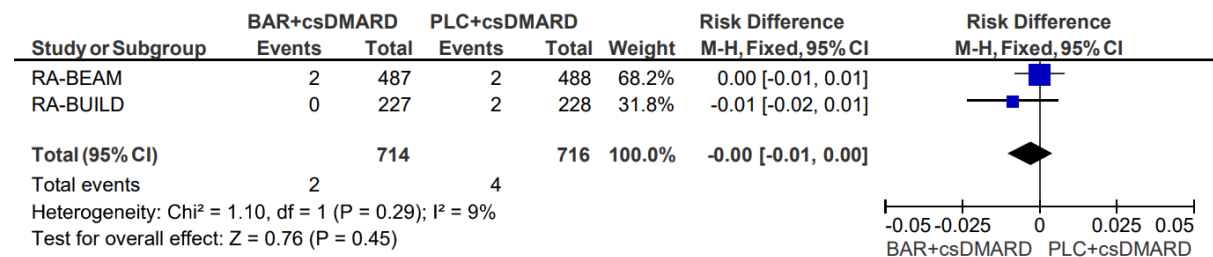 BAR+csDMARD PLC+csDMARD Risk Difference Risk Difference
Study or Subgroup Events Total Events Total Weight M-H, Fixed, 95% CI M-H, Fixed, 95% CI
RA-BEAM 2 487 2 488 68.2% 0.00 [-0.01, 0.01]
RA-BUILD 0 227 2 228 31.8% -0.01 [-0.02, 0.01]
Total (95% CI) 714 716 100.0% -0.00 [-0.01, 0.00]
Total events 2 4
Heterogeneity: Chi² = 1.10, df = 1 (P = 0.29); I² = 9%
Test for overall effect: Z = 0.76 (P = 0.45)
-0.05 -0.025 0 0.025 0.05
BAR+csDMARD PLC+csDMARD